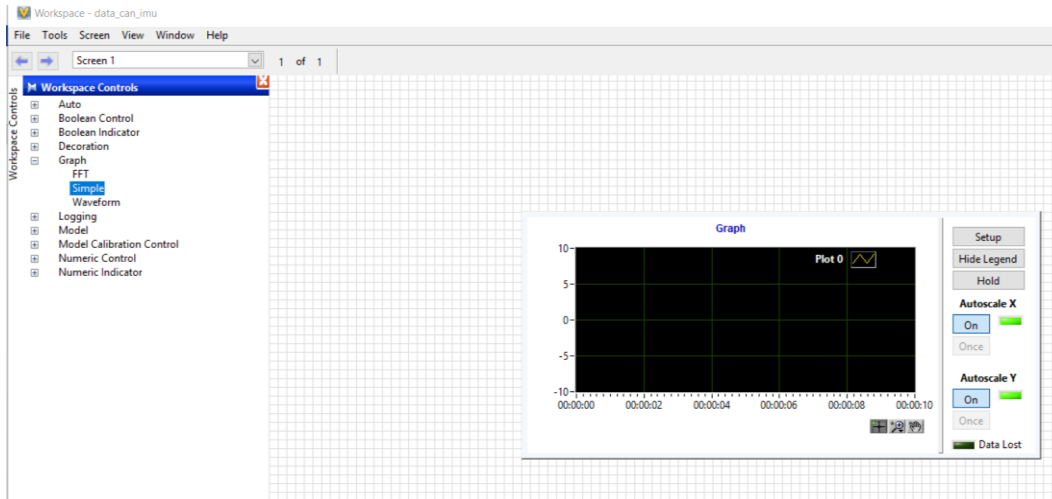 Workspace - data_can_imu
File Tools Screen View Window Help
Screen 1
1 of 1
Workspace Controls
Workspace Controls
Auto
Boolean Control
Boolean Indicator
Decoration
Graph
FFT
Simple
Waveform
Logging
Model
Model Calibration Control
Numeric Control
Numeric Indicator
Graph
Plot 0
10
5
0
-5
-10
00:00:00 00:00:02 00:00:04 00:00:06 00:00:08 00:00:10
Setup
Hide Legend
Hold
Autoscale X
On
Once
Autoscale Y
On
Once
Data Lost